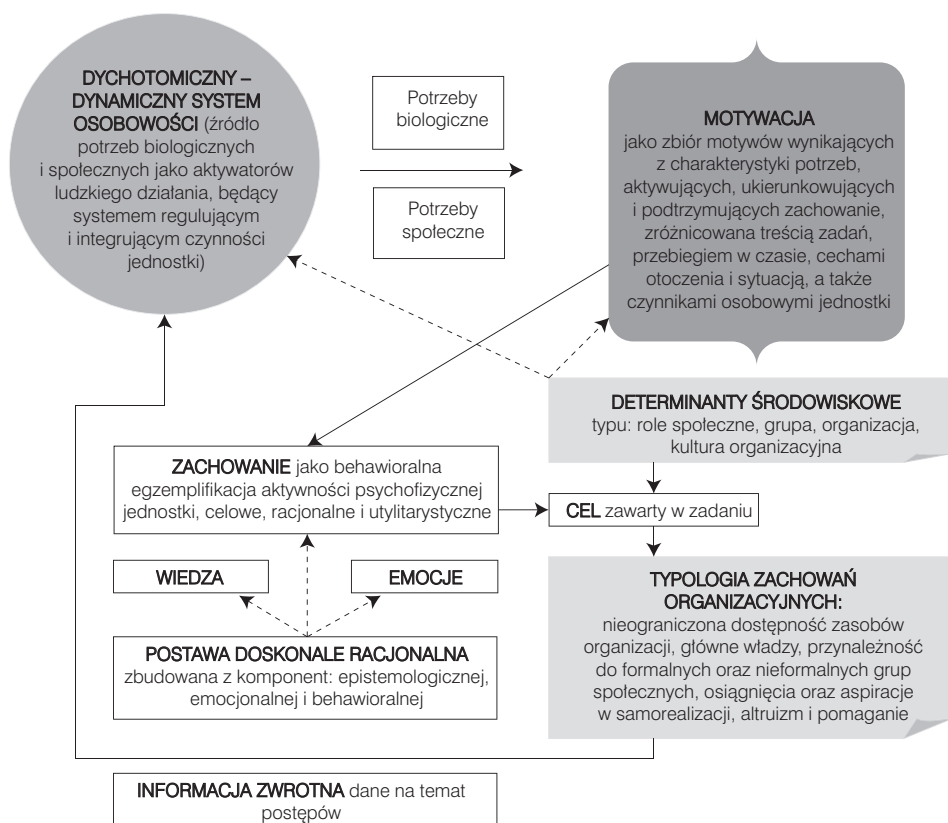 DYCHOTOMICZNY –
DYNAMICZNY SYSTEM
OSOBOWOŚCI (źródło
potrzeb biologicznych
i społecznych jako aktywatorów
ludzkiego działania, będący
systemem regulującym
i integrującym czynności
jednostki)
Potrzeby
biologiczne
Potrzeby
społeczne
MOTYWACJA
jako zbiór motywów wynikających
z charakterystyki potrzeb,
aktywujących, ukierunkowujących
i podtrzymujących zachowanie,
zróżnicowana treścią zadań,
przebiegiem w czasie, cechami
otoczenia i sytuacją, a także
czynnikami osobowymi jednostki
DETERMINANTY ŚRODOWISKOWE
typu: role społeczne, grupa, organizacja,
kultura organizacyjna
ZACHOWANIE jako behawioralna
egzemplifikacja aktywności psychofizycznej
jednostki, celowe, racjonalne i utylitarystyczne
CEL zawarty w zadaniu
WIEDZA
EMOCJE
POSTAWA DOSKONALE RACJONALNA
zbudowana z komponent: epistemologicznej,
emocjonalnej i behawioralnej
TYPOLOGIA ZACHOWAŃ
ORGANIZACYJNYCH:
nieograniczona dostępność zasobów
organizacji, główne władzy, przynależność
do formalnych oraz nieformalnych grup
społecznych, osiągnięcia oraz aspiracje
w samorealizacji, altruizm i pomaganie
INFORMACJA ZWROTNA dane na temat
postępów